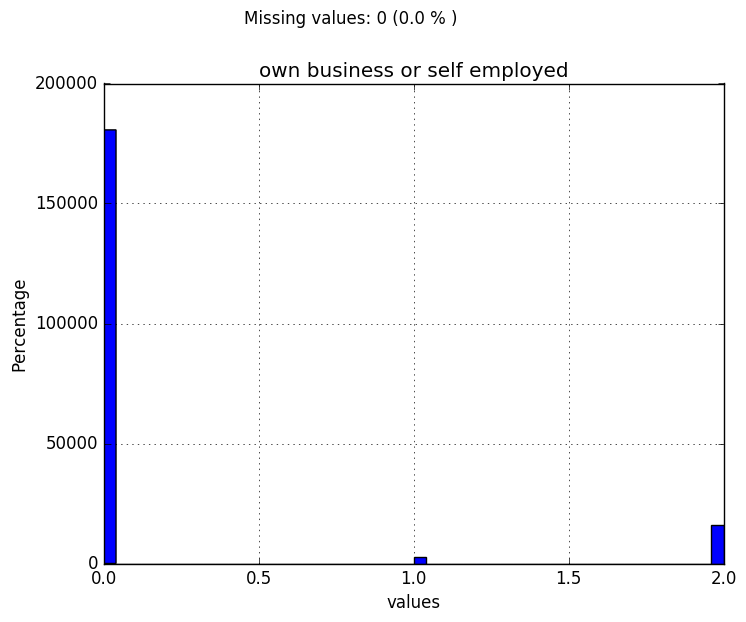 Missing values: 0 (0.0 % )
own business or self employed
200000
150000
100000
50000
0
Percentage
0.0
0.5
1.0
1.5
2.0
values